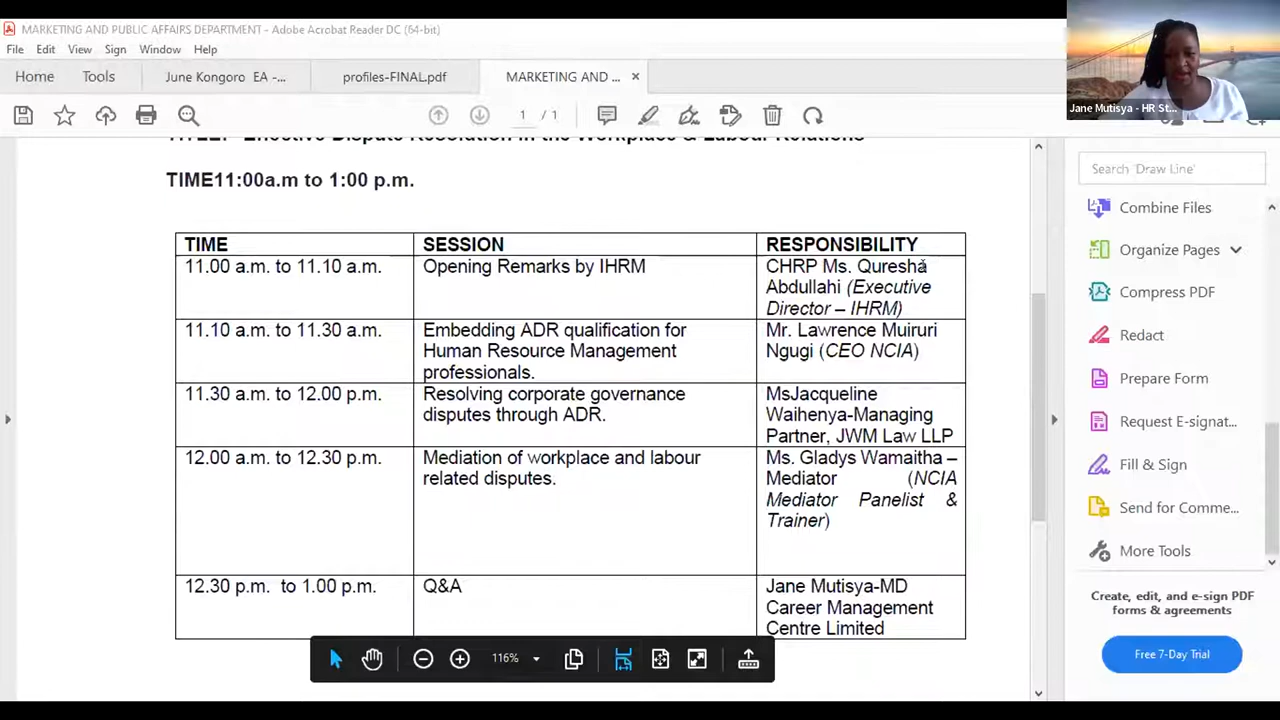 MARKETING AND PUBLIC AFFAIRS DEPARTMENT - Adobe Acrobat Reader DC (64-bit)
File Edit View Sign Window Help
Home Tools June Kongoro EA -... profiles-FINAL.pdf MARKETING AND ... ×
1 / 1
Jane Mutisya - HR St...
TIME11:00a.m to 1:00 p.m.
TIME SESSION RESPONSIBILITY
11.00 a.m. to 11.10 a.m. Opening Remarks by IHRM CHRP Ms. Quresha
Abdullahi (Executive
Director – IHRM)
11.10 a.m. to 11.30 a.m. Embedding ADR qualification for Mr. Lawrence Muiruri
Human Resource Management Ngugi (CEO NCIA)
professionals.
11.30 a.m. to 12.00 p.m. Resolving corporate governance MsJacqueline
disputes through ADR. Waihenya-Managing
Partner, JWM Law LLP
12.00 a.m. to 12.30 p.m. Mediation of workplace and labour Ms. Gladys Wamaitha –
related disputes. Mediator (NCIA
Mediator Panelist &
Trainer)
12.30 p.m. to 1.00 p.m. Q&A Jane Mutisya-MD
Career Management
Centre Limited
116%
Search 'Draw Line'
Combine Files
Organize Pages
Compress PDF
Redact
Prepare Form
Request E-signat...
Fill & Sign
Send for Comme...
More Tools
Create, edit, and e-sign PDF
forms & agreements
Free 7-Day Trial